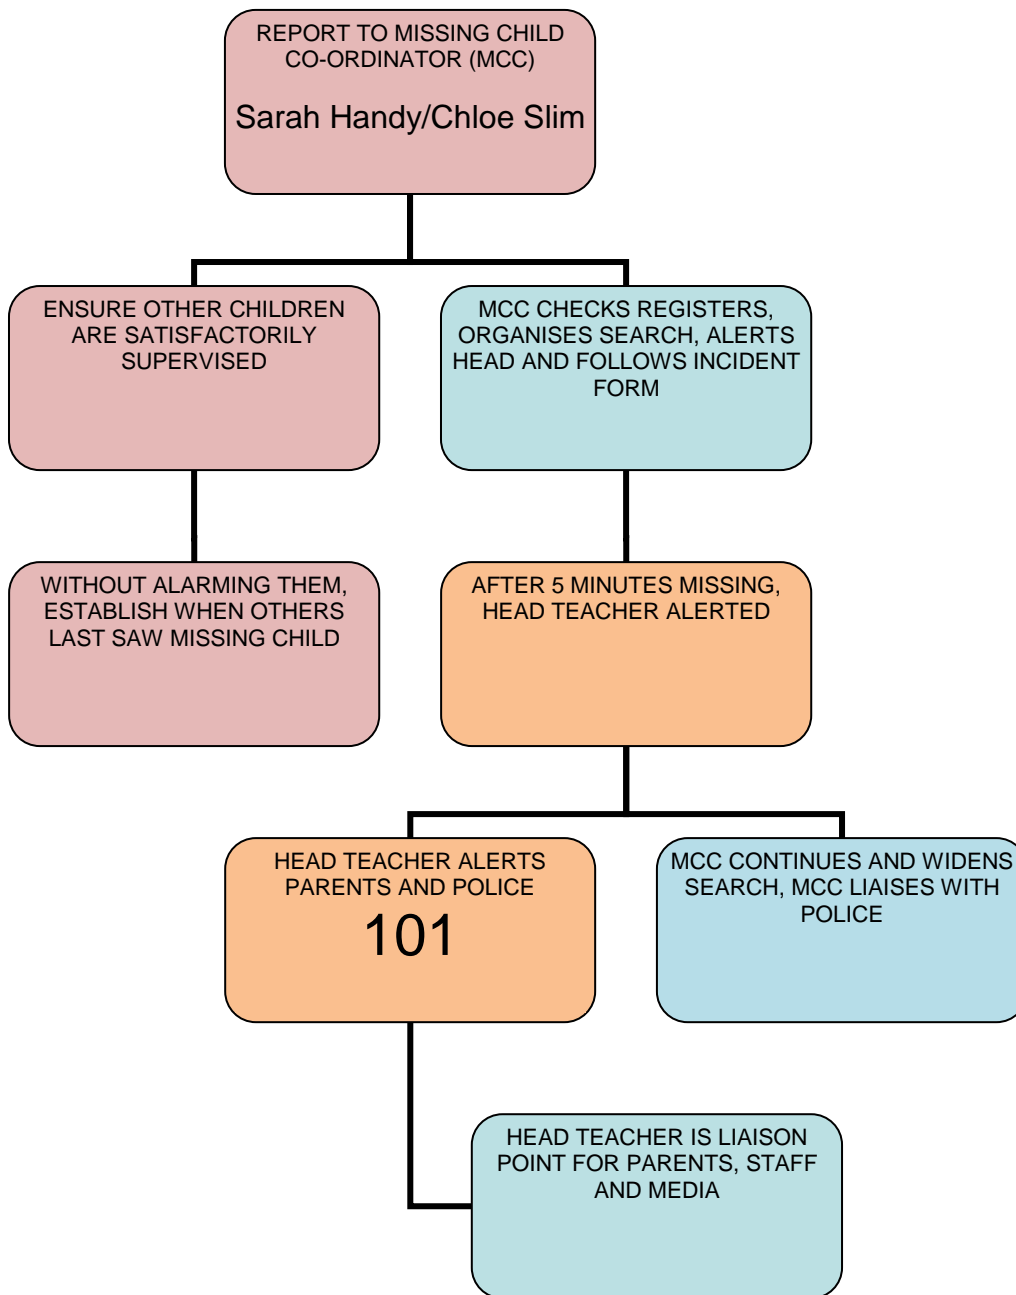 REPORT TO MISSING CHILD
CO-ORDINATOR (MCC)
Sarah Handy/Chloe Slim
ENSURE OTHER CHILDREN
ARE SATISFACTORILY
SUPERVISED
MCC CHECKS REGISTERS,
ORGANISES SEARCH, ALERTS
HEAD AND FOLLOWS INCIDENT
FORM
WITHOUT ALARMING THEM,
ESTABLISH WHEN OTHERS
LAST SAW MISSING CHILD
AFTER 5 MINUTES MISSING,
HEAD TEACHER ALERTED
HEAD TEACHER ALERTS
PARENTS AND POLICE
101
MCC CONTINUES AND WIDENS
SEARCH, MCC LIAISES WITH
POLICE
HEAD TEACHER IS LIAISON
POINT FOR PARENTS, STAFF
AND MEDIA